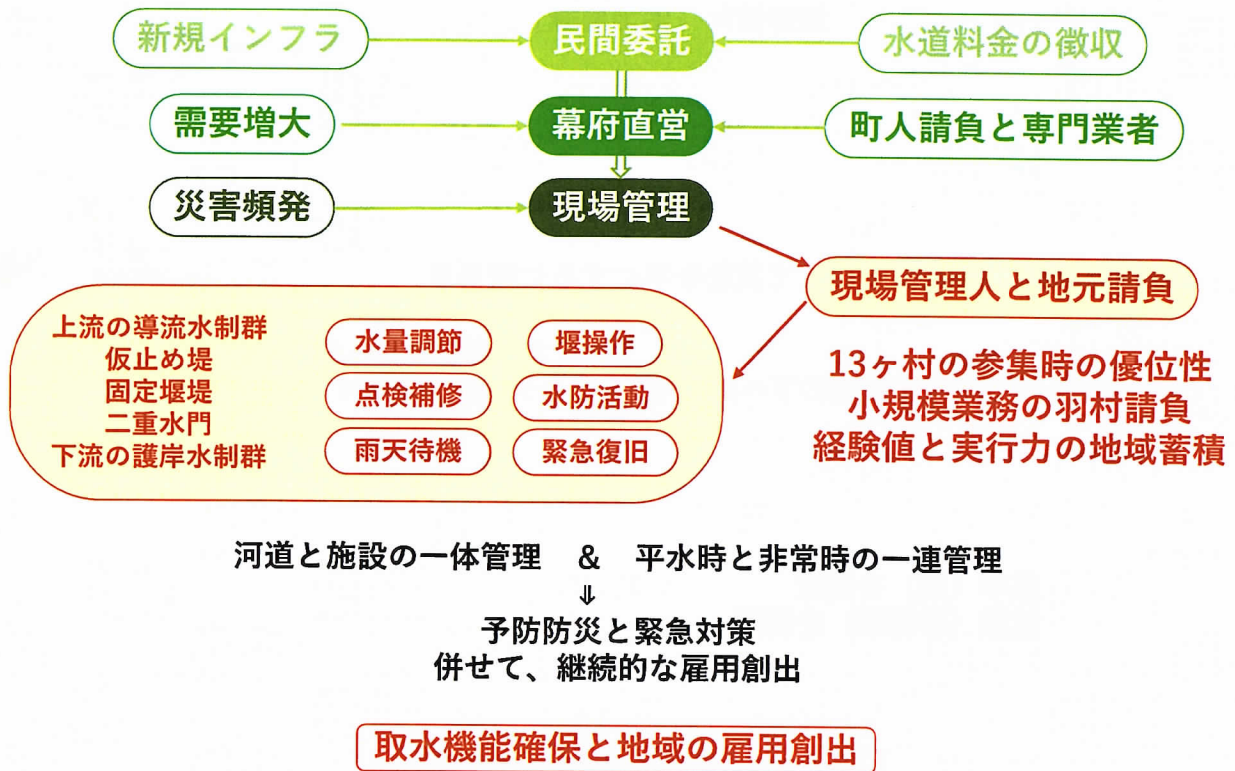 新規インフラ
民間委託
水道料金の徴収
需要増大
幕府直営
町人請負と専門業者
災害頻発
現場管理
現場管理人と地元請負
上流の導流水制群
仮止め堤
固定堰堤
二重水門
下流の護岸水制群
水量調節
堰操作
点検補修
水防活動
雨天待機
緊急復旧
13ヶ村の参集時の優位性
小規模業務の羽村請負
経験値と実行力の地域蓄積
河道と施設の一体管理 & 平水時と非常時の一連管理
⇓
予防防災と緊急対策
併せて、継続的な雇用創出
取水機能確保と地域の雇用創出